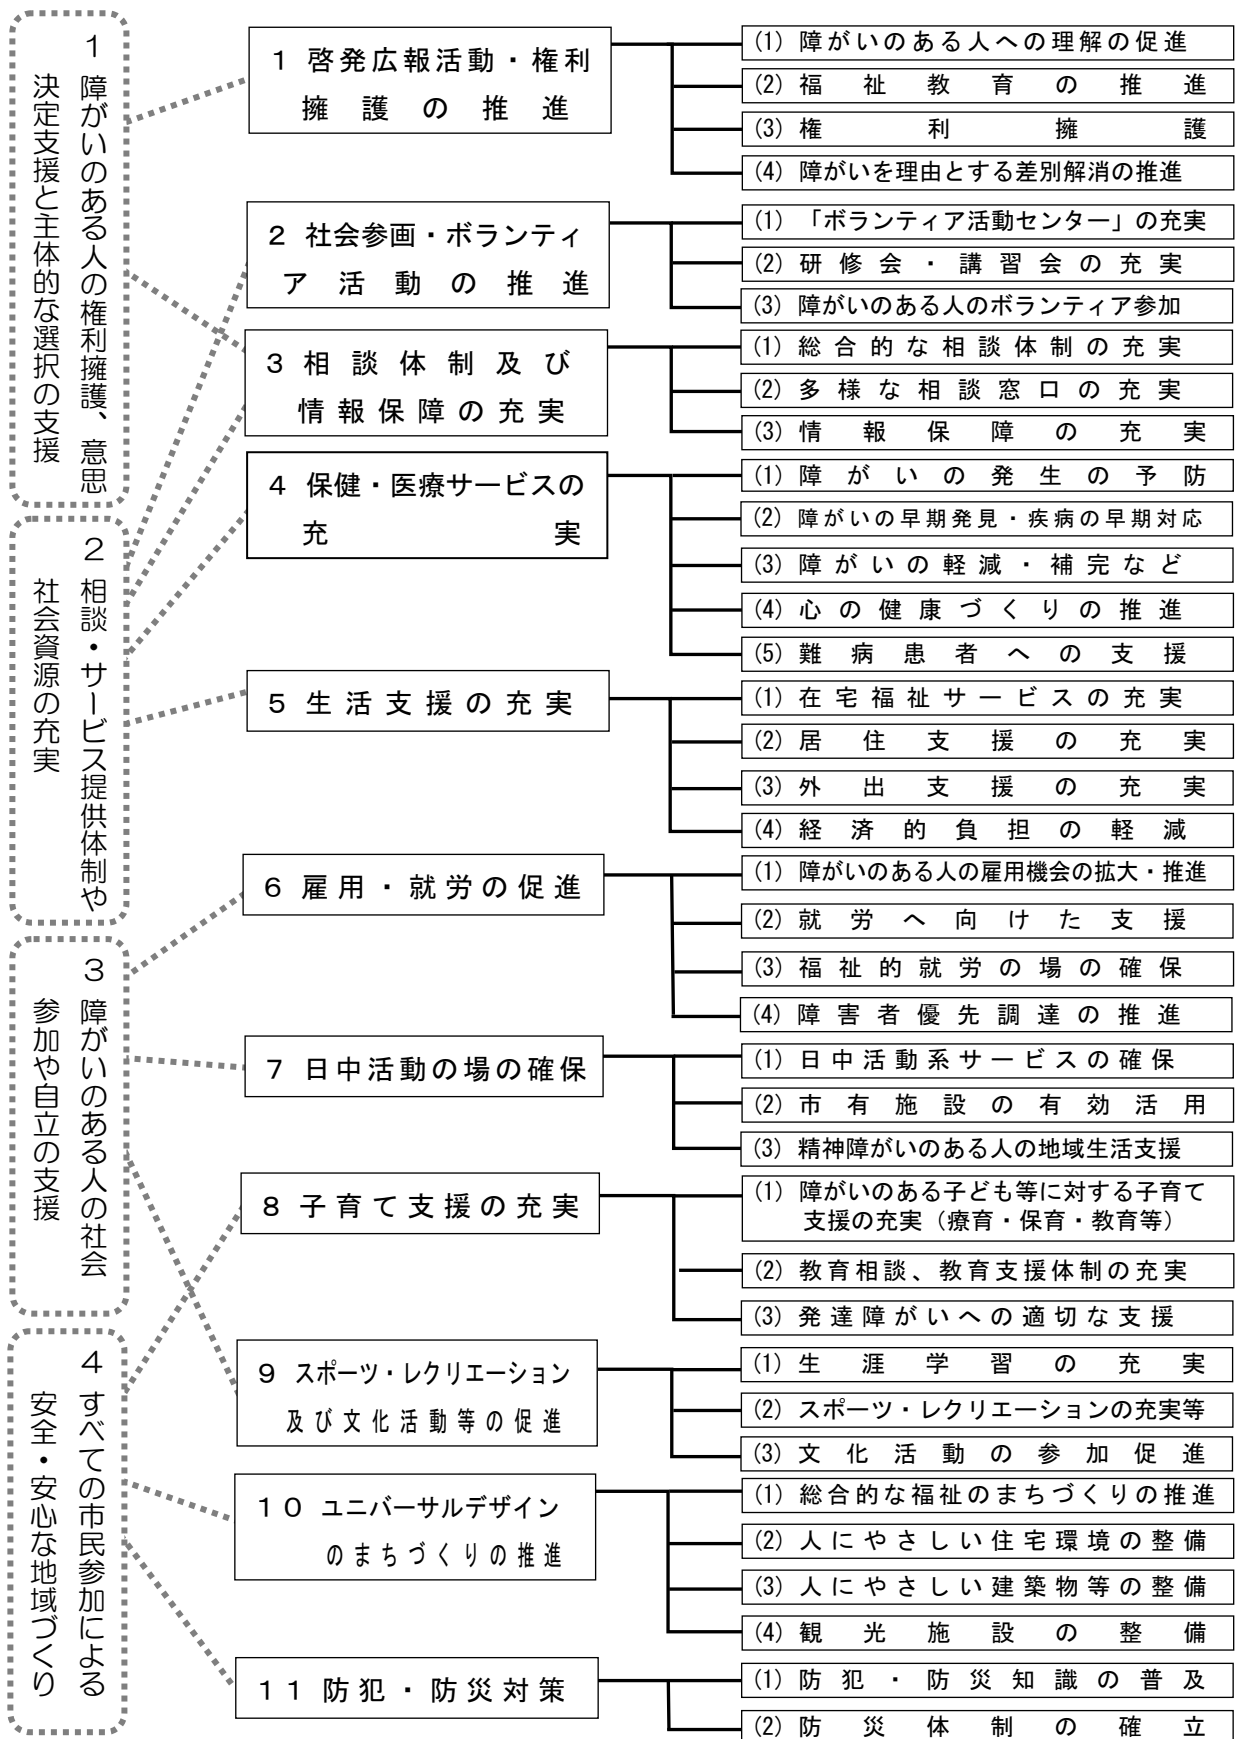 1 障がいのある人の権利擁護、意思
決定支援と主体的な選択の支援
2 相談・サービス提供体制や
社会資源の充実
3 障がいのある人の社会
参加や自立の支援
4 すべての市民参加による
安全・安心な地域づくり
1 啓発広報活動・権利
擁護の推進
(1) 障がいのある人への理解の促進
(2) 福祉教育の推進
(3) 権利擁護
(4) 障がいを理由とする差別解消の推進
2 社会参画・ボランティ
ア活動の推進
(1) 「ボランティア活動センター」の充実
(2) 研修会・講習会の充実
(3) 障がいのある人のボランティア参加
3 相談体制及び
情報保障の充実
(1) 総合的な相談体制の充実
(2) 多様な相談窓口の充実
(3) 情報保障の充実
4 保健・医療サービスの
充実
(1) 障がいの発生の予防
(2) 障がいの早期発見・疾病の早期対応
(3) 障がいの軽減・補完など
(4) 心の健康づくりの推進
(5) 難病患者への支援
5 生活支援の充実
(1) 在宅福祉サービスの充実
(2) 居住支援の充実
(3) 外出支援の充実
(4) 経済的負担の軽減
6 雇用・就労の促進
(1) 障がいのある人の雇用機会の拡大・推進
(2) 就労へ向けた支援
(3) 福祉的就労の場の確保
(4) 障害者優先調達の推進
7 日中活動の場の確保
(1) 日中活動系サービスの確保
(2) 市有施設の有効活用
(3) 精神障がいのある人の地域生活支援
8 子育て支援の充実
(1) 障がいのある子ども等に対する子育て
支援の充実（療育・保育・教育等）
(2) 教育相談、教育支援体制の充実
(3) 発達障がいへの適切な支援
9 スポーツ・レクリエーション
及び文化活動等の促進
(1) 生涯学習の充実
(2) スポーツ・レクリエーションの充実等
(3) 文化活動の参加促進
10 ユニバーサルデザイン
のまちづくりの推進
(1) 総合的な福祉のまちづくりの推進
(2) 人にやさしい住宅環境の整備
(3) 人にやさしい建築物等の整備
(4) 観光施設の整備
11 防犯・防災対策
(1) 防犯・防災知識の普及
(2) 防災体制の確立